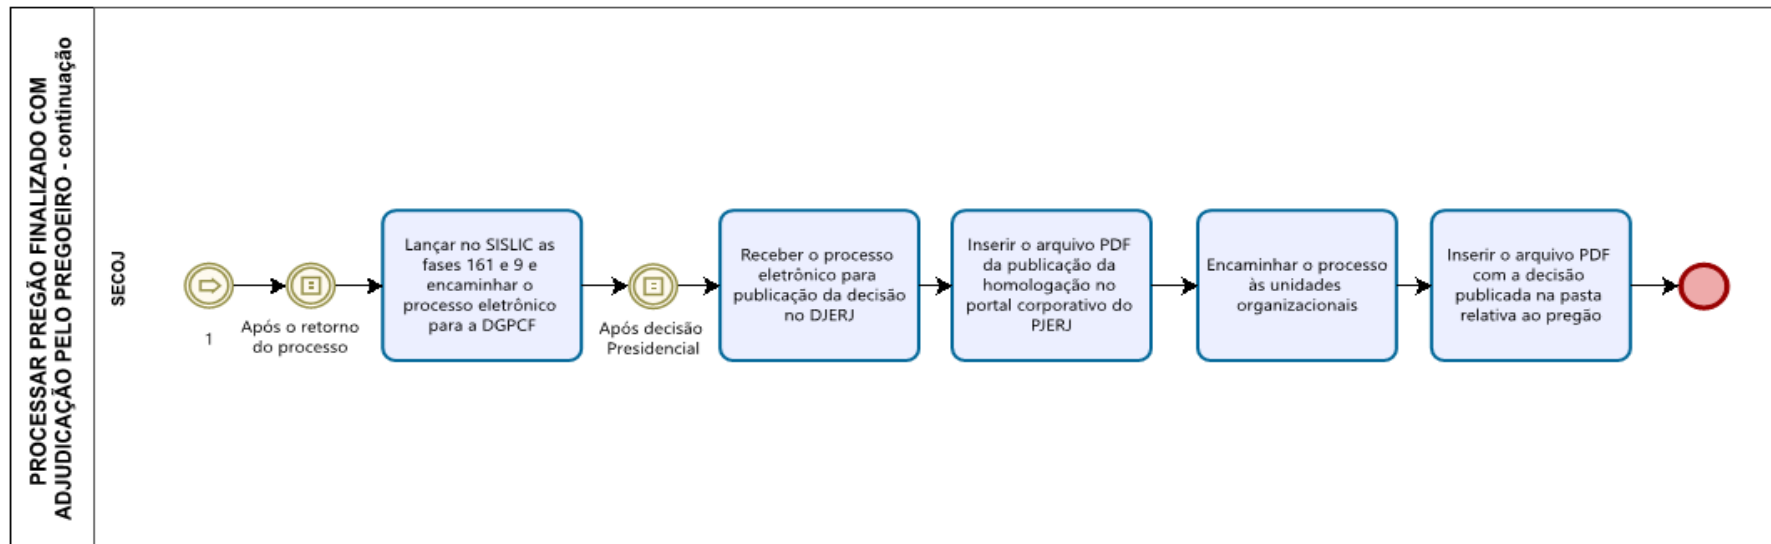 PROCESSAR PREGÃO FINALIZADO COM
ADJUDICAÇÃO PELO PREGOEIRO - continuação
SECOJ
1
Após o retorno
do processo
Lançar no SISLIC as
fases 161 e 9 e
encaminhar o
processo eletrônico
para a DGPCF
Após decisão
Presidencial
Receber o processo
eletrônico para
publicação da decisão
no DJERJ
Inserir o arquivo PDF
da publicação da
homologação no
portal corporativo do
PJERJ
Encaminhar o processo
às unidades
organizacionais
Inserir o arquivo PDF
com a decisão
publicada na pasta
relativa ao pregão